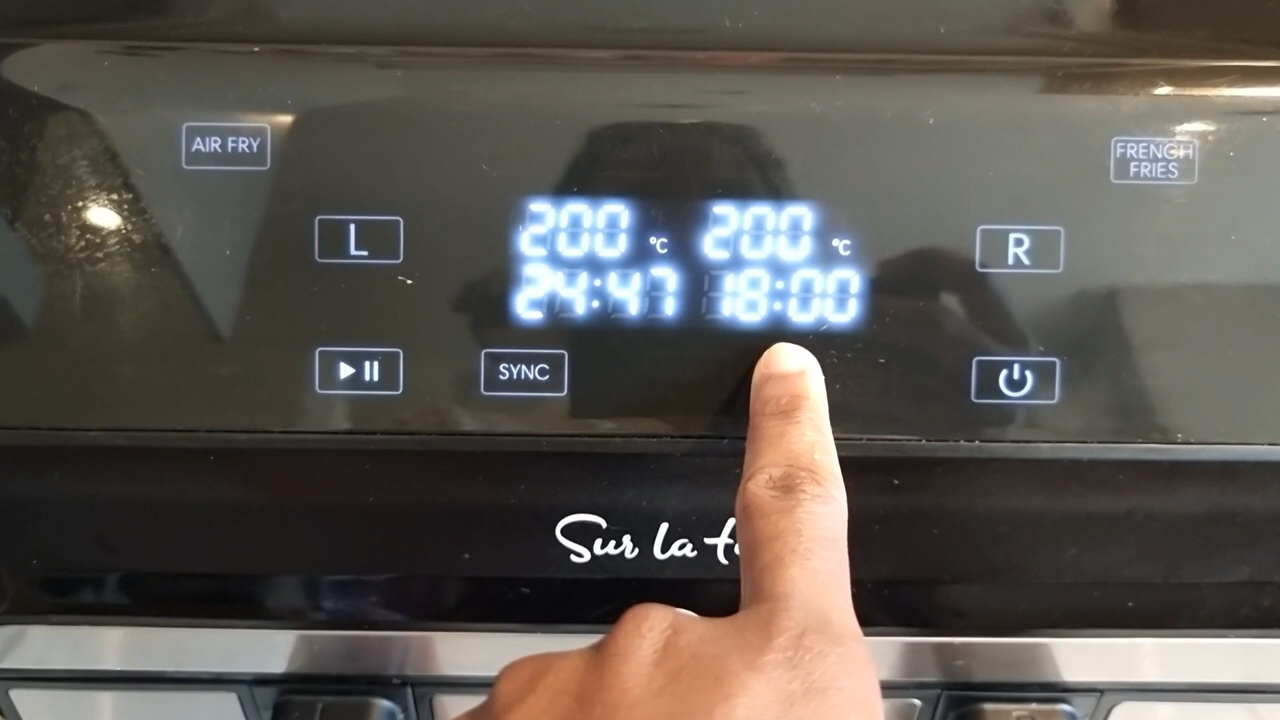 AIR FRY
FRENCH
FRIES
L
200 °C 200 °C
R
24:47 18:00
SYNC
Sur la t